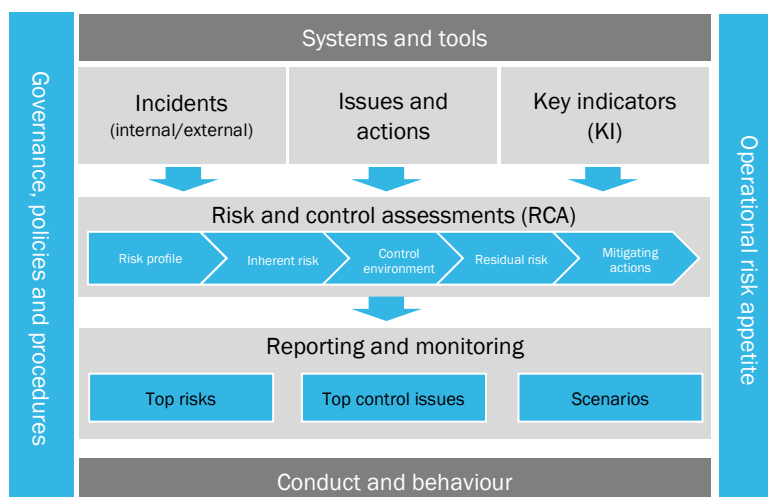 Systems and tools
Governance, policies and procedures
Operational risk appetite
Incidents
(internal/external)
Issues and
actions
Key indicators
(KI)
Risk and control assessments (RCA)
Risk profile
Inherent risk
Control
environment
Residual risk
Mitigating
actions
Reporting and monitoring
Top risks
Top control issues
Scenarios
Conduct and behaviour